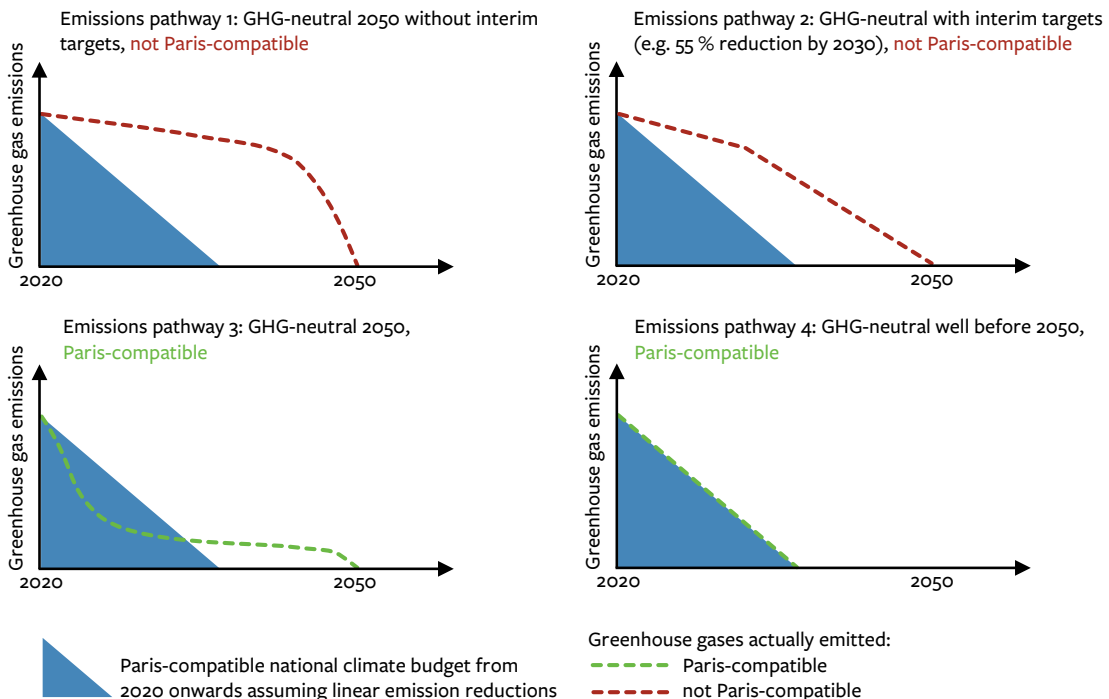 Emissions pathway 1: GHG-neutral 2050 without interim
targets, not Paris-compatible
Greenhouse gas emissions
2020
2050
Emissions pathway 2: GHG-neutral with interim targets
(e.g. 55 % reduction by 2030), not Paris-compatible
Greenhouse gas emissions
2020
2050
Emissions pathway 3: GHG-neutral 2050,
Paris-compatible
Greenhouse gas emissions
2020
2050
Emissions pathway 4: GHG-neutral well before 2050,
Paris-compatible
Greenhouse gas emissions
2020
2050
Paris-compatible national climate budget from
2020 onwards assuming linear emission reductions
Greenhouse gases actually emitted:
Paris-compatible
not Paris-compatible